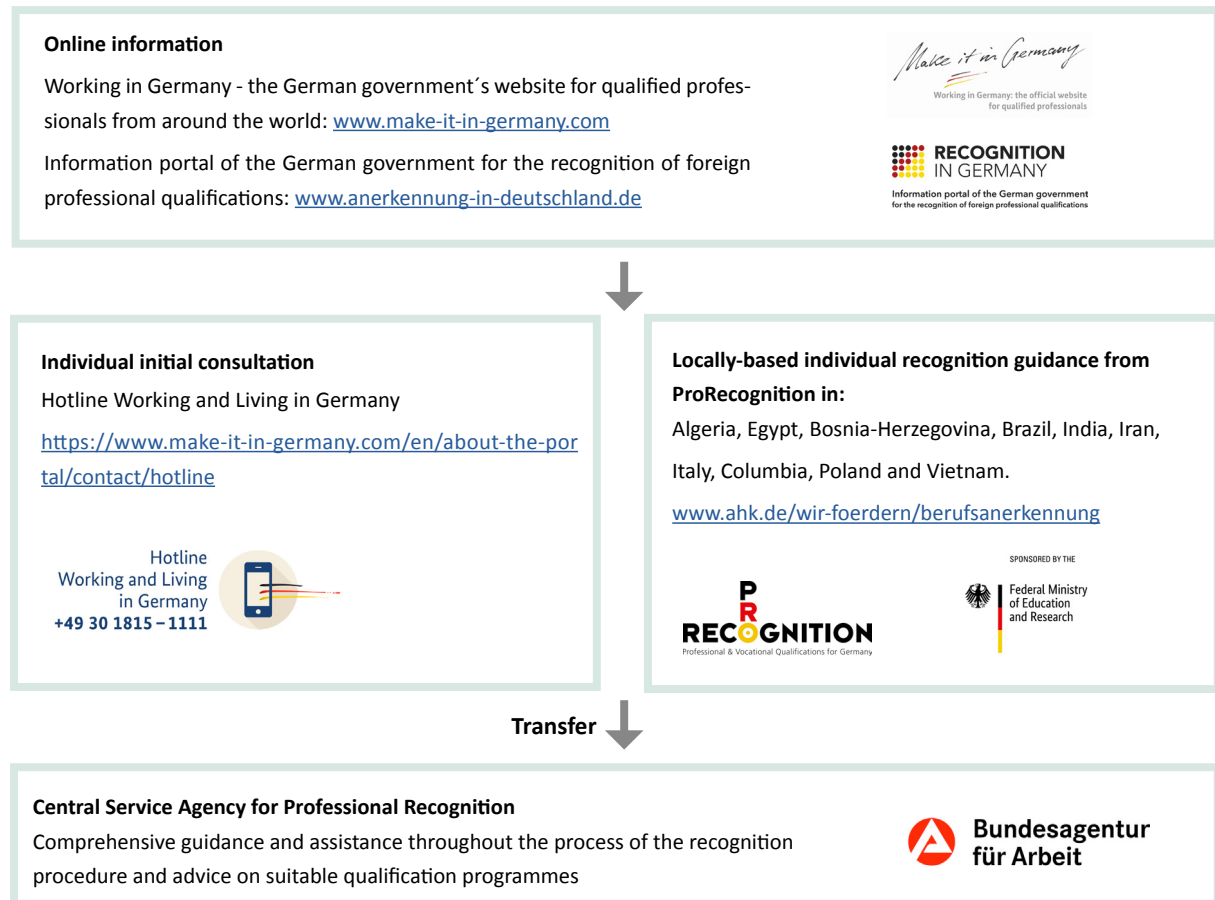 Online information
Working in Germany - the German government´s website for qualified profes-
sionals from around the world: www.make-it-in-germany.com
Information portal of the German government for the recognition of foreign
professional qualifications: www.anerkennung-in-deutschland.de
Make it in Germany
Working in Germany: the official website
for qualified professionals
RECOGNITION
IN GERMANY
Information portal of the German government
for the recognition of foreign professional qualifications
Individual initial consultation
Hotline Working and Living in Germany
https://www.make-it-in-germany.com/en/about-the-por
tal/contact/hotline
Hotline
Working and Living
in Germany
+49 30 1815 – 1111
Locally-based individual recognition guidance from
ProRecognition in:
Algeria, Egypt, Bosnia-Herzegovina, Brazil, India, Iran,
Italy, Columbia, Poland and Vietnam.
www.ahk.de/wir-foerdern/berufsanerkennung
P
R
RECOGNITION
Professional & Vocational Qualifications for Germany
SPONSORED BY THE
Federal Ministry
of Education
and Research
Transfer
Central Service Agency for Professional Recognition
Comprehensive guidance and assistance throughout the process of the recognition
procedure and advice on suitable qualification programmes
Bundesagentur
für Arbeit